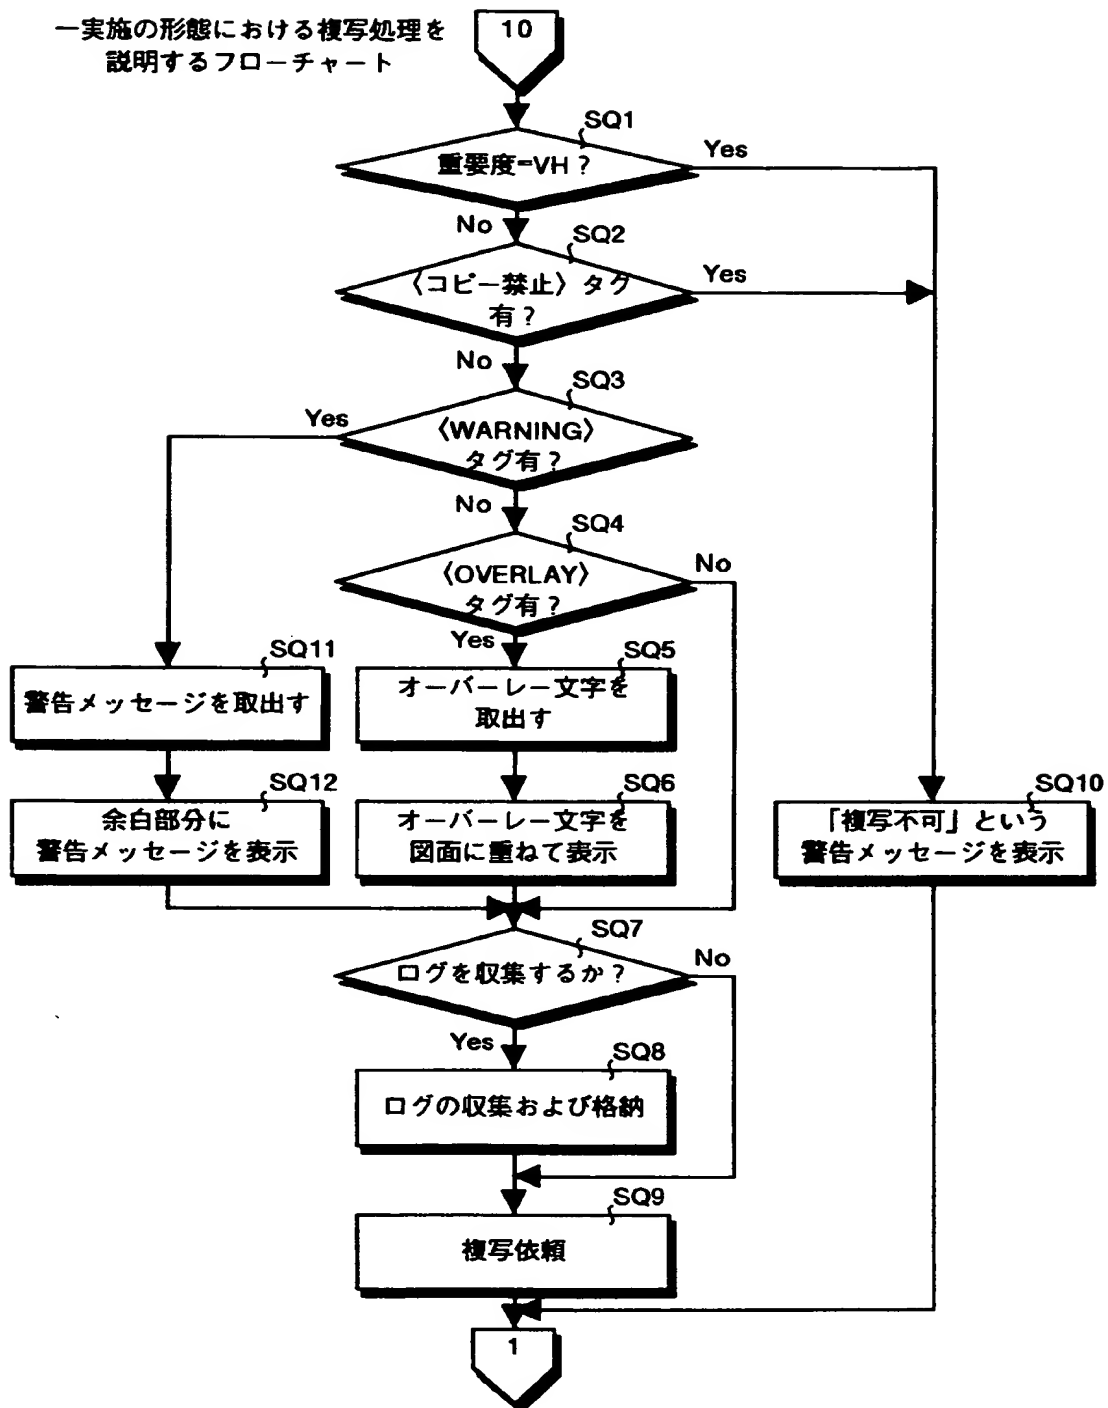 一実施の形態における複写処理を
説明するフローチャート
10
SQ1
重要度=VH?
Yes
No
SQ2
〈コピー禁止〉タグ
有?
Yes
No
SQ3
Yes
〈WARNING〉
タグ有?
No
SQ4
〈OVERLAY〉
タグ有?
No
Yes
SQ11
警告メッセージを取出す
SQ5
オーバーレー文字を
取出す
SQ12
余白部分に
警告メッセージを表示
SQ6
オーバーレー文字を
図面に重ねて表示
SQ10
「複写不可」という
警告メッセージを表示
SQ7
ログを収集するか?
No
Yes
SQ8
ログの収集および格納
SQ9
複写依頼
1